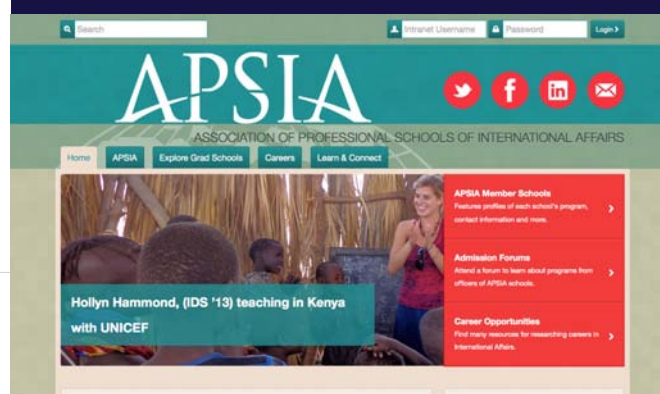 Search
Intranet Username
Password
Login
APSIA
ASSOCIATION OF PROFESSIONAL SCHOOLS OF INTERNATIONAL AFFAIRS
Home
APSIA
Explore Grad Schools
Careers
Learn & Connect
Hollyn Hammond, (IDS '13) teaching in Kenya
with UNICEF
APSIA Member Schools
Features profiles of each school's program,
contact information and more.
Admission Forums
Attend a forum to learn about programs from
officers of APSIA schools.
Career Opportunities
Find many resources for researching careers in
International Affairs.